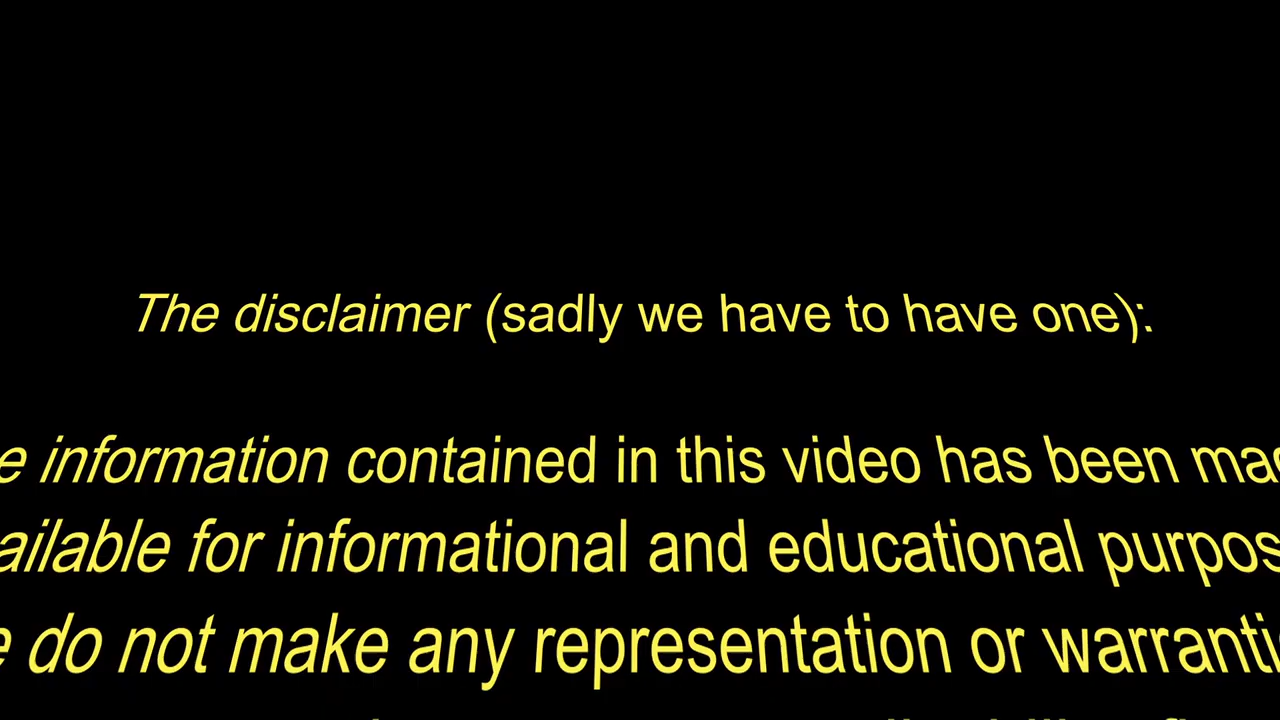 The disclaimer (sadly we have to have one):
e information contained in this video has been ma
ailable for informational and educational purpos
e do not make any representation or warranti